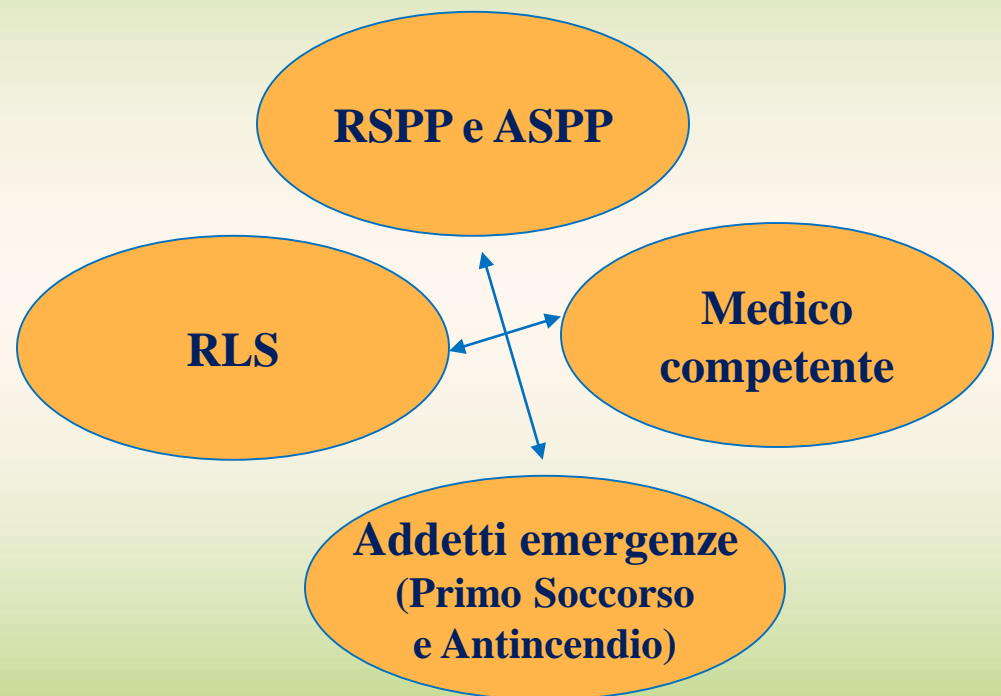 RSPP e ASPP
RLS
Medico
competente
Addetti emergenze
(Primo Soccorso
e Antincendio)